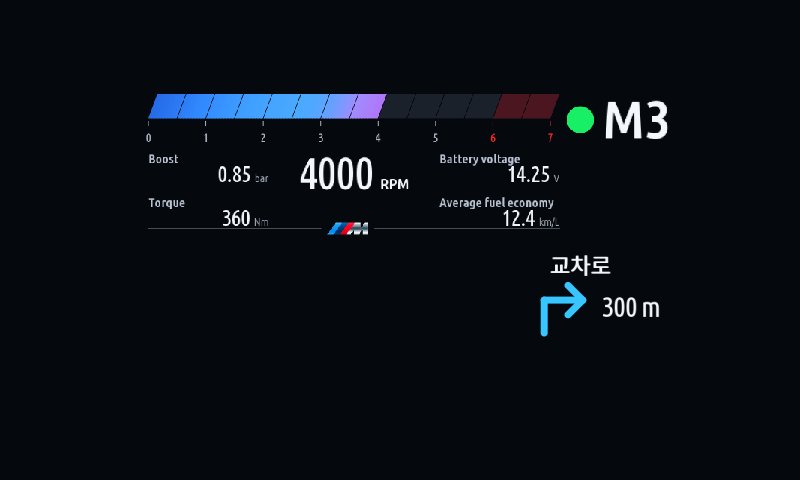 M3
0 1 2 3 4 5 6 7
Boost
0.85 bar
4000 RPM
Battery voltage
14.25 V
Torque
360 Nm
Average fuel economy
12.4 km/L
M
교차로
300 m